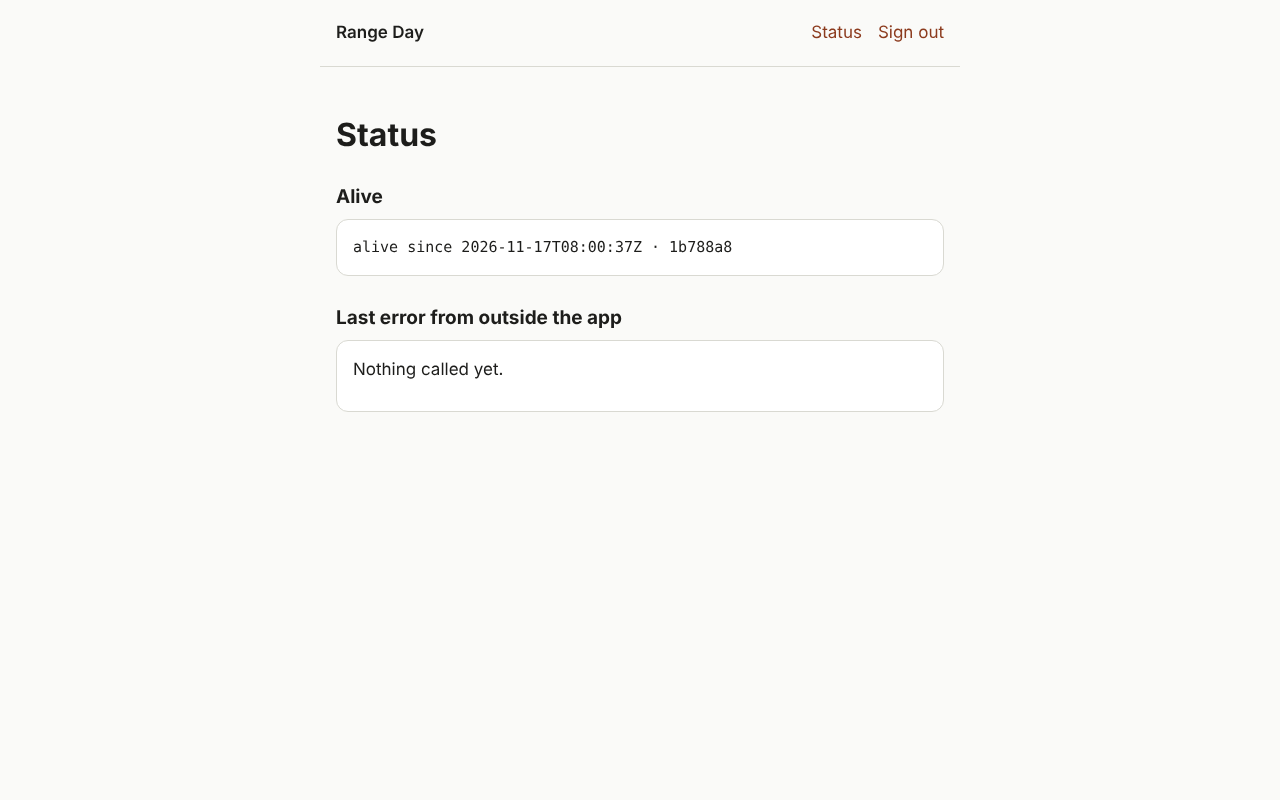 Range Day
Status
Sign out
Status
Alive
alive since 2026-11-17T08:00:37Z · 1b788a8
Last error from outside the app
Nothing called yet.